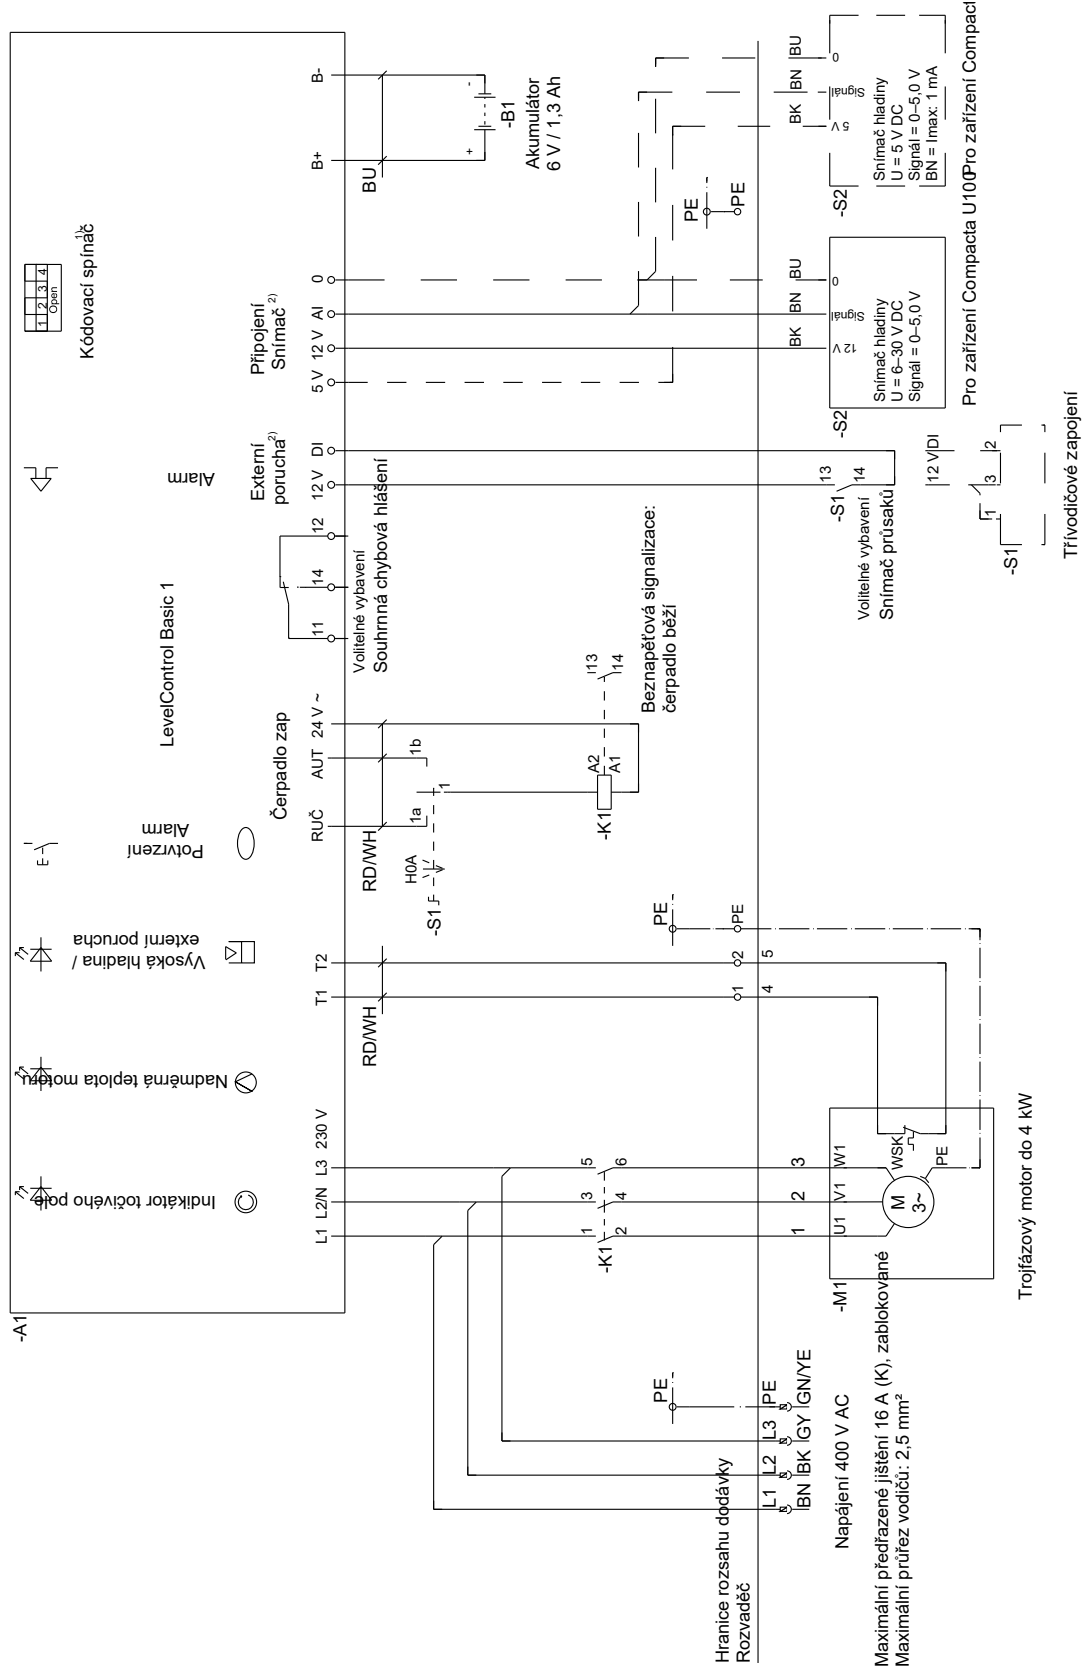 -A1
Indikátor točivého pole
Nadměrná teplota motoru
Vysoká hladina /
externí porucha
Potvrzení
Alarm
LevelControl Basic 1
Alarm
Kódovací spínač 1)
1 2 3 4
Open
L1
L2/N
L3
230 V
T1
T2
Čerpadlo zap
RUČ
AUT
24 V ~
11
14
12
Externí
porucha 2)
12 V
DI
Připojení
Snímač 2)
5 V
12 V
AI
0
B+
B-
RD/WH
RD/WH
BU
Volitelné vybavení
Souhrnná chybová hlášení
H0A
-S1
1a
1b
1
+
-
-B1
Akumulátor
6 V / 1,3 Ah
-K1
1
2
3
4
5
6
-K1
A2
A1
13
14
Beznapěťová signalizace:
čerpadlo běží
PE
PE
PE
PE
PE
Hranice rozsahu dodávky
Rozvaděč
L1
L2
L3
PE
BN
BK
GY
GN/YE
Napájení 400 V AC
Maximální předřazené jištění 16 A (K), zablokované
Maximální průřez vodičů: 2,5 mm²
1
2
3
1
2
4
5
-M1
U1
V1
W1
M
3~
WSK
PE
Trojfázový motor do 4 kW
-S1
13
14
Volitelné vybavení
Snímač průsaků
12 V
DI
1
3
2
-S1
Třívodičové zapojení
BK
BN
BU
-S2
12 V
Signál
0
Snímač hladiny
U = 6–30 V DC
Signál = 0–5,0 V
Pro zařízení Compacta U100
BK
BN
BU
-S2
5 V
Signál
0
Snímač hladiny
U = 5 V DC
Signál = 0–5,0 V
BN = Imax: 1 mA
Pro zařízení Compact